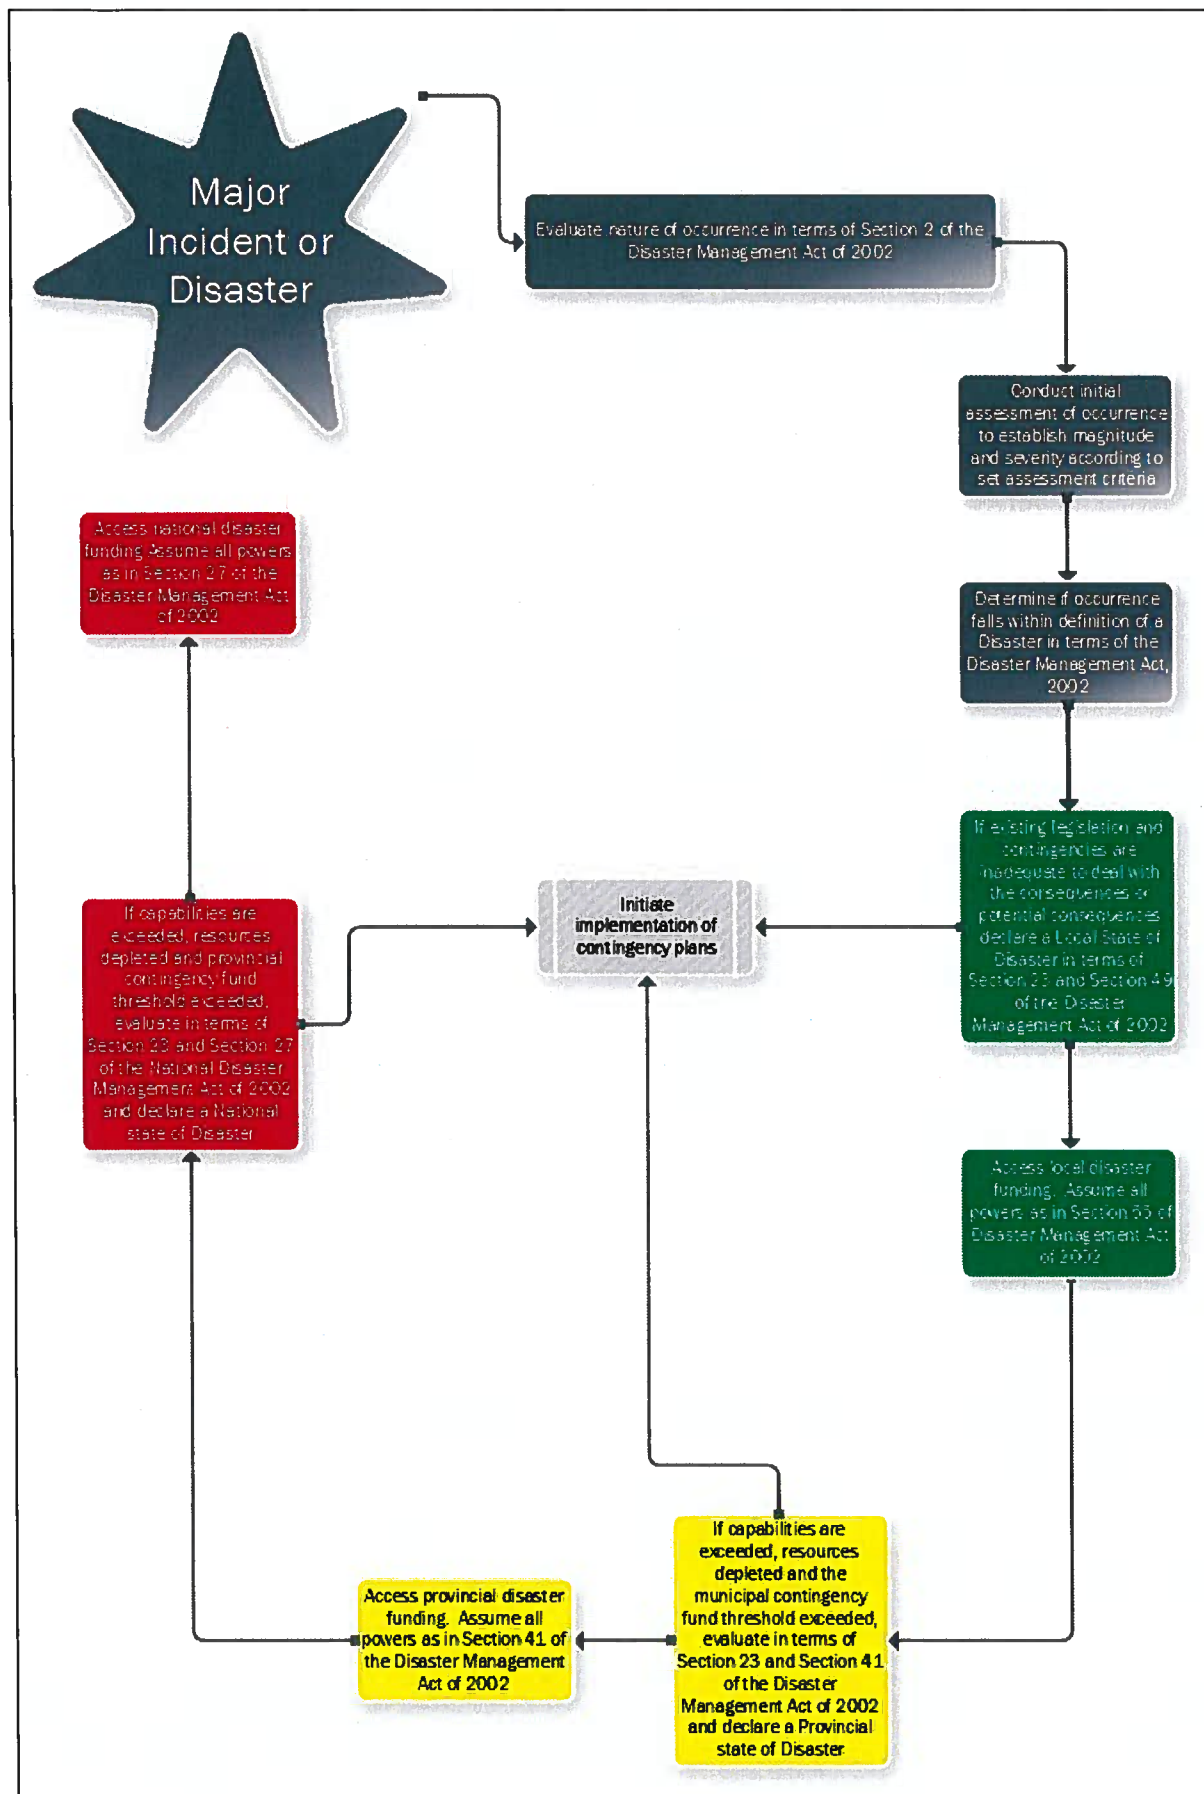 Major
Incident or
Disaster
Evaluate nature of occurrence in terms of Section 2 of the
Disaster Management Act of 2002
Conduct initial
assessment of occurrence
to establish magnitude
and severity according to
set assessment criteria
Determine if occurrence
falls within definition of a
Disaster in terms of the
Disaster Management Act,
2002
If existing legislation and
contingencies are
inadequate to deal with
the consequences or
potential consequences
declare a Local State of
Disaster in terms of
Section 23 and Section 49
of the Disaster
Management Act of 2002
Access local disaster
funding. Assume all
powers as in Section 55 of
Disaster Management Act
of 2002
If capabilities are
exceeded, resources
depleted and the
municipal contingency
fund threshold exceeded,
evaluate in terms of
Section 23 and Section 41
of the Disaster
Management Act of 2002
and declare a Provincial
state of Disaster
Access provincial disaster
funding. Assume all
powers as in Section 41 of
the Disaster Management
Act of 2002
If capabilities are
exceeded, resources
depleted and provincial
contingency fund
threshold exceeded,
evaluate in terms of
Section 23 and Section 27
of the National Disaster
Management Act of 2002
and declare a National
state of Disaster
Access national disaster
funding Assume all powers
as in Section 27 of the
Disaster Management Act
of 2002
Initiate
implementation of
contingency plans